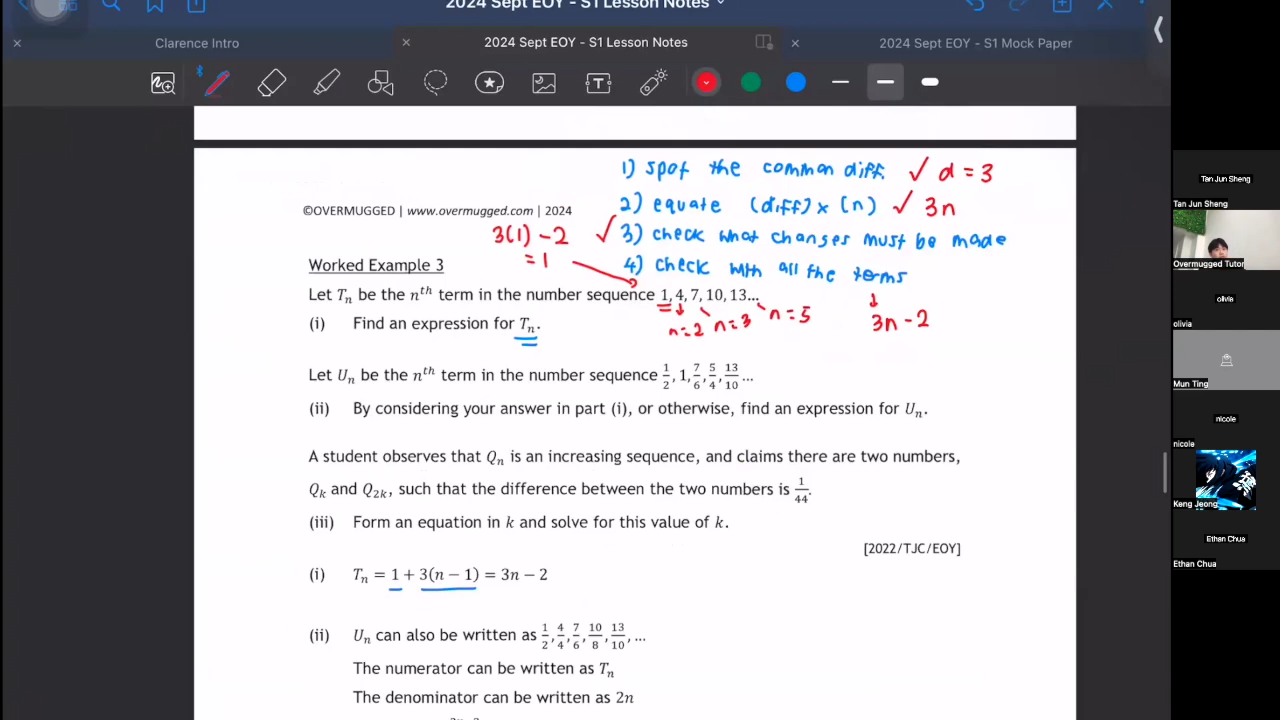 2024 Sept EOY - S1 Lesson Notes
Clarence Intro
2024 Sept EOY - S1 Lesson Notes
2024 Sept EOY - S1 Mock Paper
1) spot the common diff. ✓ d = 3
©OVERMUGGED | www.overmugged.com | 2024
2) equate (diff) x (n) ✓ 3n
3(1) - 2
= 1
✓ 3) check what changes must be made
4) check with all the terms
Worked Example 3
Let Tₙ be the nᵗʰ term in the number sequence 1, 4, 7, 10, 13...
n=2 n=3 n=5
3n - 2
(i) Find an expression for Tₙ.
Let Uₙ be the nᵗʰ term in the number sequence 1/2, 1, 7/6, 5/4, 13/10 ...
(ii) By considering your answer in part (i), or otherwise, find an expression for Uₙ.
A student observes that Qₙ is an increasing sequence, and claims there are two numbers,
Qₖ and Q₂ₖ, such that the difference between the two numbers is 1/44.
(iii) Form an equation in k and solve for this value of k.
[2022/TJC/EOY]
(i) Tₙ = 1 + 3(n − 1) = 3n − 2
(ii) Uₙ can also be written as 1/2, 4/4, 7/6, 10/8, 13/10, ...
The numerator can be written as Tₙ
The denominator can be written as 2n
Tan Jun Sheng
Tan Jun Sheng
Overmugged Tutor
olivia
olivia
Mun Ting
nicole
nicole
Keng Jeong
Ethan Chua
Ethan Chua